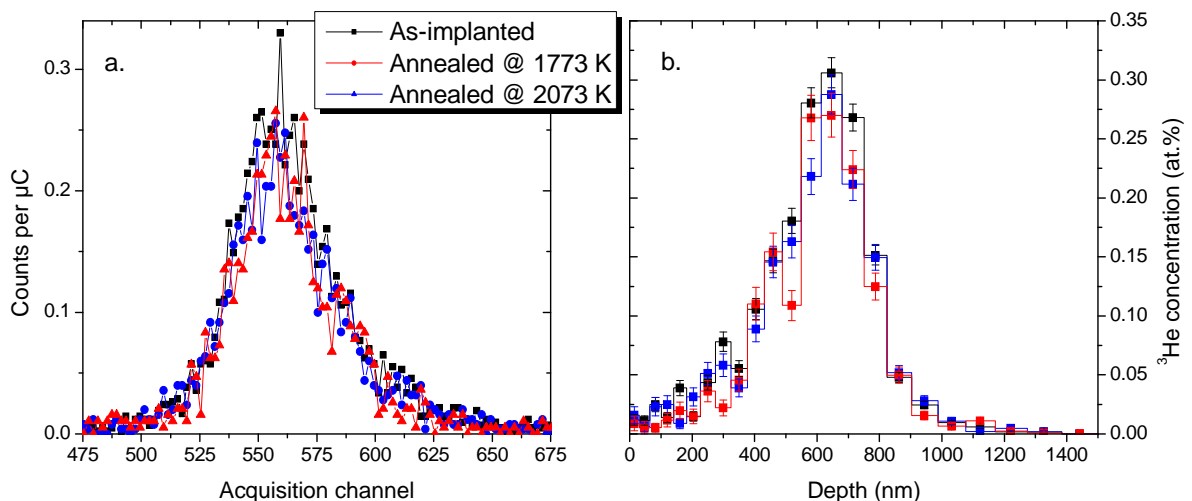 a.
As-implanted
Annealed @ 1773 K
Annealed @ 2073 K
b.
Counts per µC
0.3
0.2
0.1
0.0
475 500 525 550 575 600 625 650 675
Acquisition channel
0.35
0.30
0.25
0.20
0.15
0.10
0.05
0.00
³He concentration (at.%)
0 200 400 600 800 1000 1200 1400
Depth (nm)